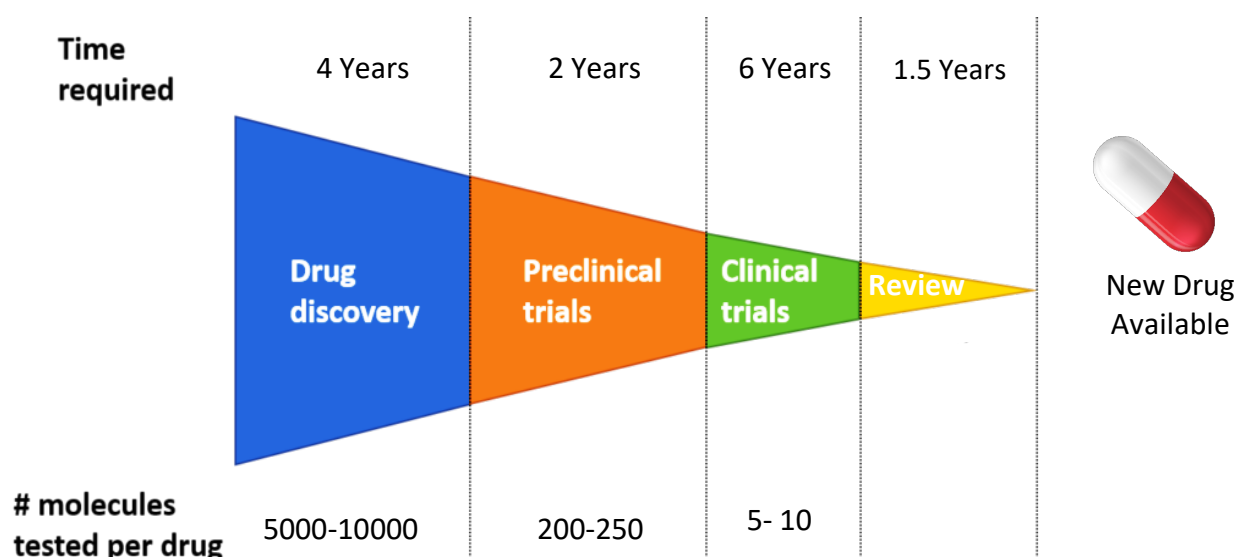 Time
required
4 Years
2 Years
6 Years
1.5 Years
Drug
discovery
Preclinical
trials
Clinical
trials
Review
New Drug
Available
# molecules
tested per drug
5000-10000
200-250
5- 10